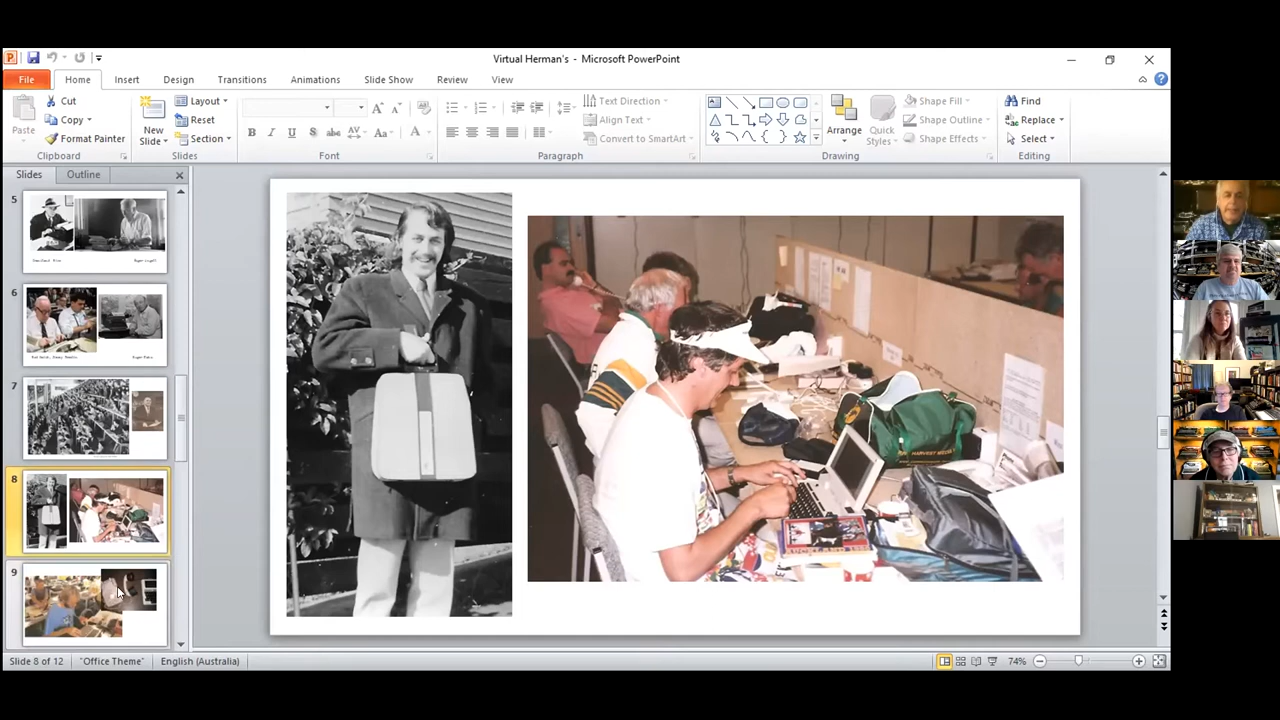 Virtual Herman's - Microsoft PowerPoint
File Home Insert Design Transitions Animations Slide Show Review View
Cut Layout Text Direction Shape Fill Find
Paste Copy New Slide Reset Align Text Arrange Quick Styles Shape Outline Replace
Format Painter Section Convert to SmartArt Shape Effects Select
Clipboard Slides Font Paragraph Drawing Editing
Slides Outline
5
6
7
8
9
HARVEST
Slide 8 of 12 "Office Theme" English (Australia) 74%